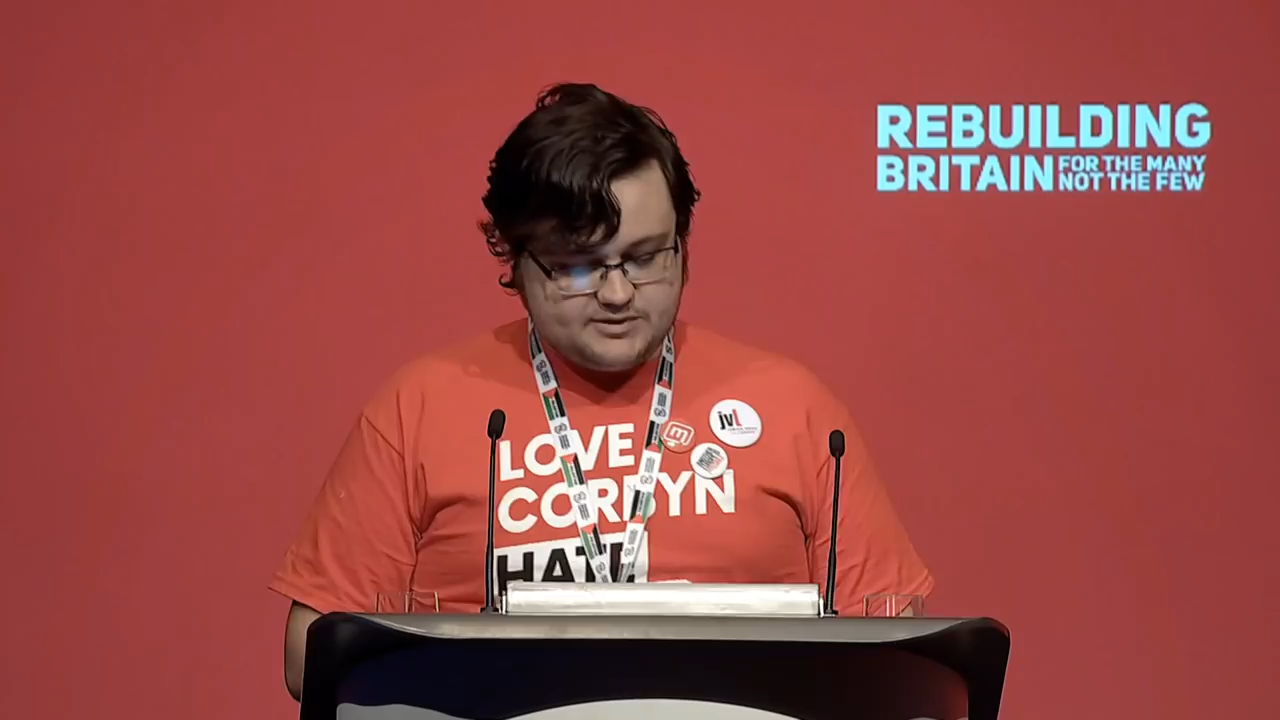 REBUILDING
BRITAIN FOR THE MANY
NOT THE FEW
LOVE
CORBYN
HATE
m
jvl